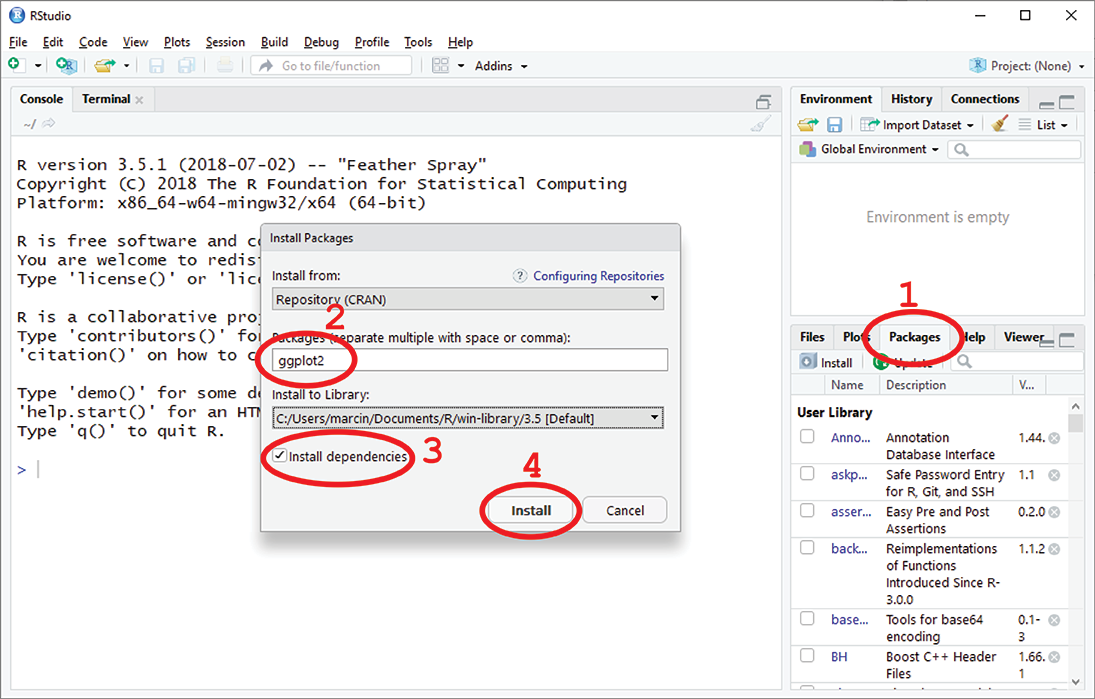 RStudio
File Edit Code View Plots Session Build Debug Profile Tools Help
Go to file/function
Addins
Project: (None)
Console Terminal
~/
R version 3.5.1 (2018-07-02) -- "Feather Spray"
Copyright (C) 2018 The R Foundation for Statistical Computing
Platform: x86_64-w64-mingw32/x64 (64-bit)
R is free software and co
You are welcome to redis
Type 'license()' or 'lic
R is a collaborative pro
Type 'contributors()' fo
'citation()' on how to c
Type 'demo()' for some de
'help.start()' for an HTM
Type 'q()' to quit R.
>
Install Packages
Install from:
? Configuring Repositories
Repository (CRAN)
2
Packages (separate multiple with space or comma):
ggplot2
Install to Library:
C:/Users/marcin/Documents/R/win-library/3.5 [Default]
Install dependencies
3
4
Install Cancel
Environment History Connections
Import Dataset List
Global Environment
Environment is empty
1
Files Plots Packages Help Viewer
Install Update
Name Description V...
User Library
Anno... Annotation 1.44.
Database Interface
askp... Safe Password Entry 1.1
for R, Git, and SSH
asser... Easy Pre and Post 0.2.0
Assertions
back... Reimplementations 1.1.2
of Functions
Introduced Since R-
3.0.0
base... Tools for base64 0.1-
encoding 3
BH Boost C++ Header 1.66.
Files 1